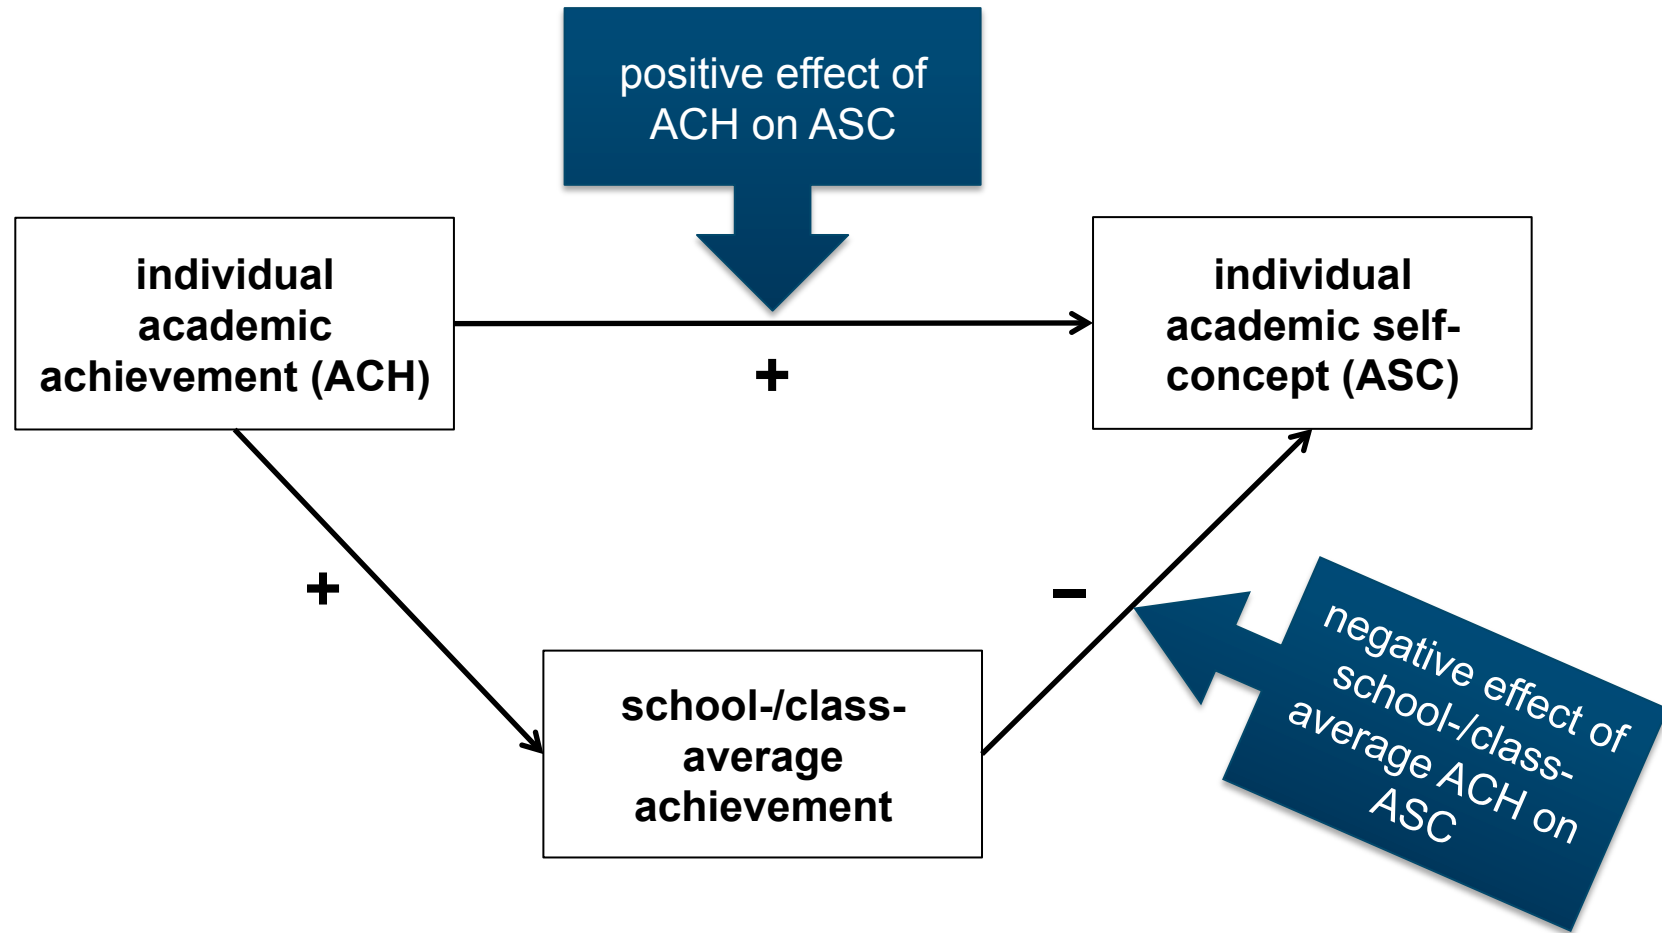 positive effect of
ACH on ASC
individual
academic
achievement (ACH)
individual
academic self-
concept (ASC)
+
+
–
school-/class-
average
achievement
negative effect of
school-/class-
average ACH on
ASC